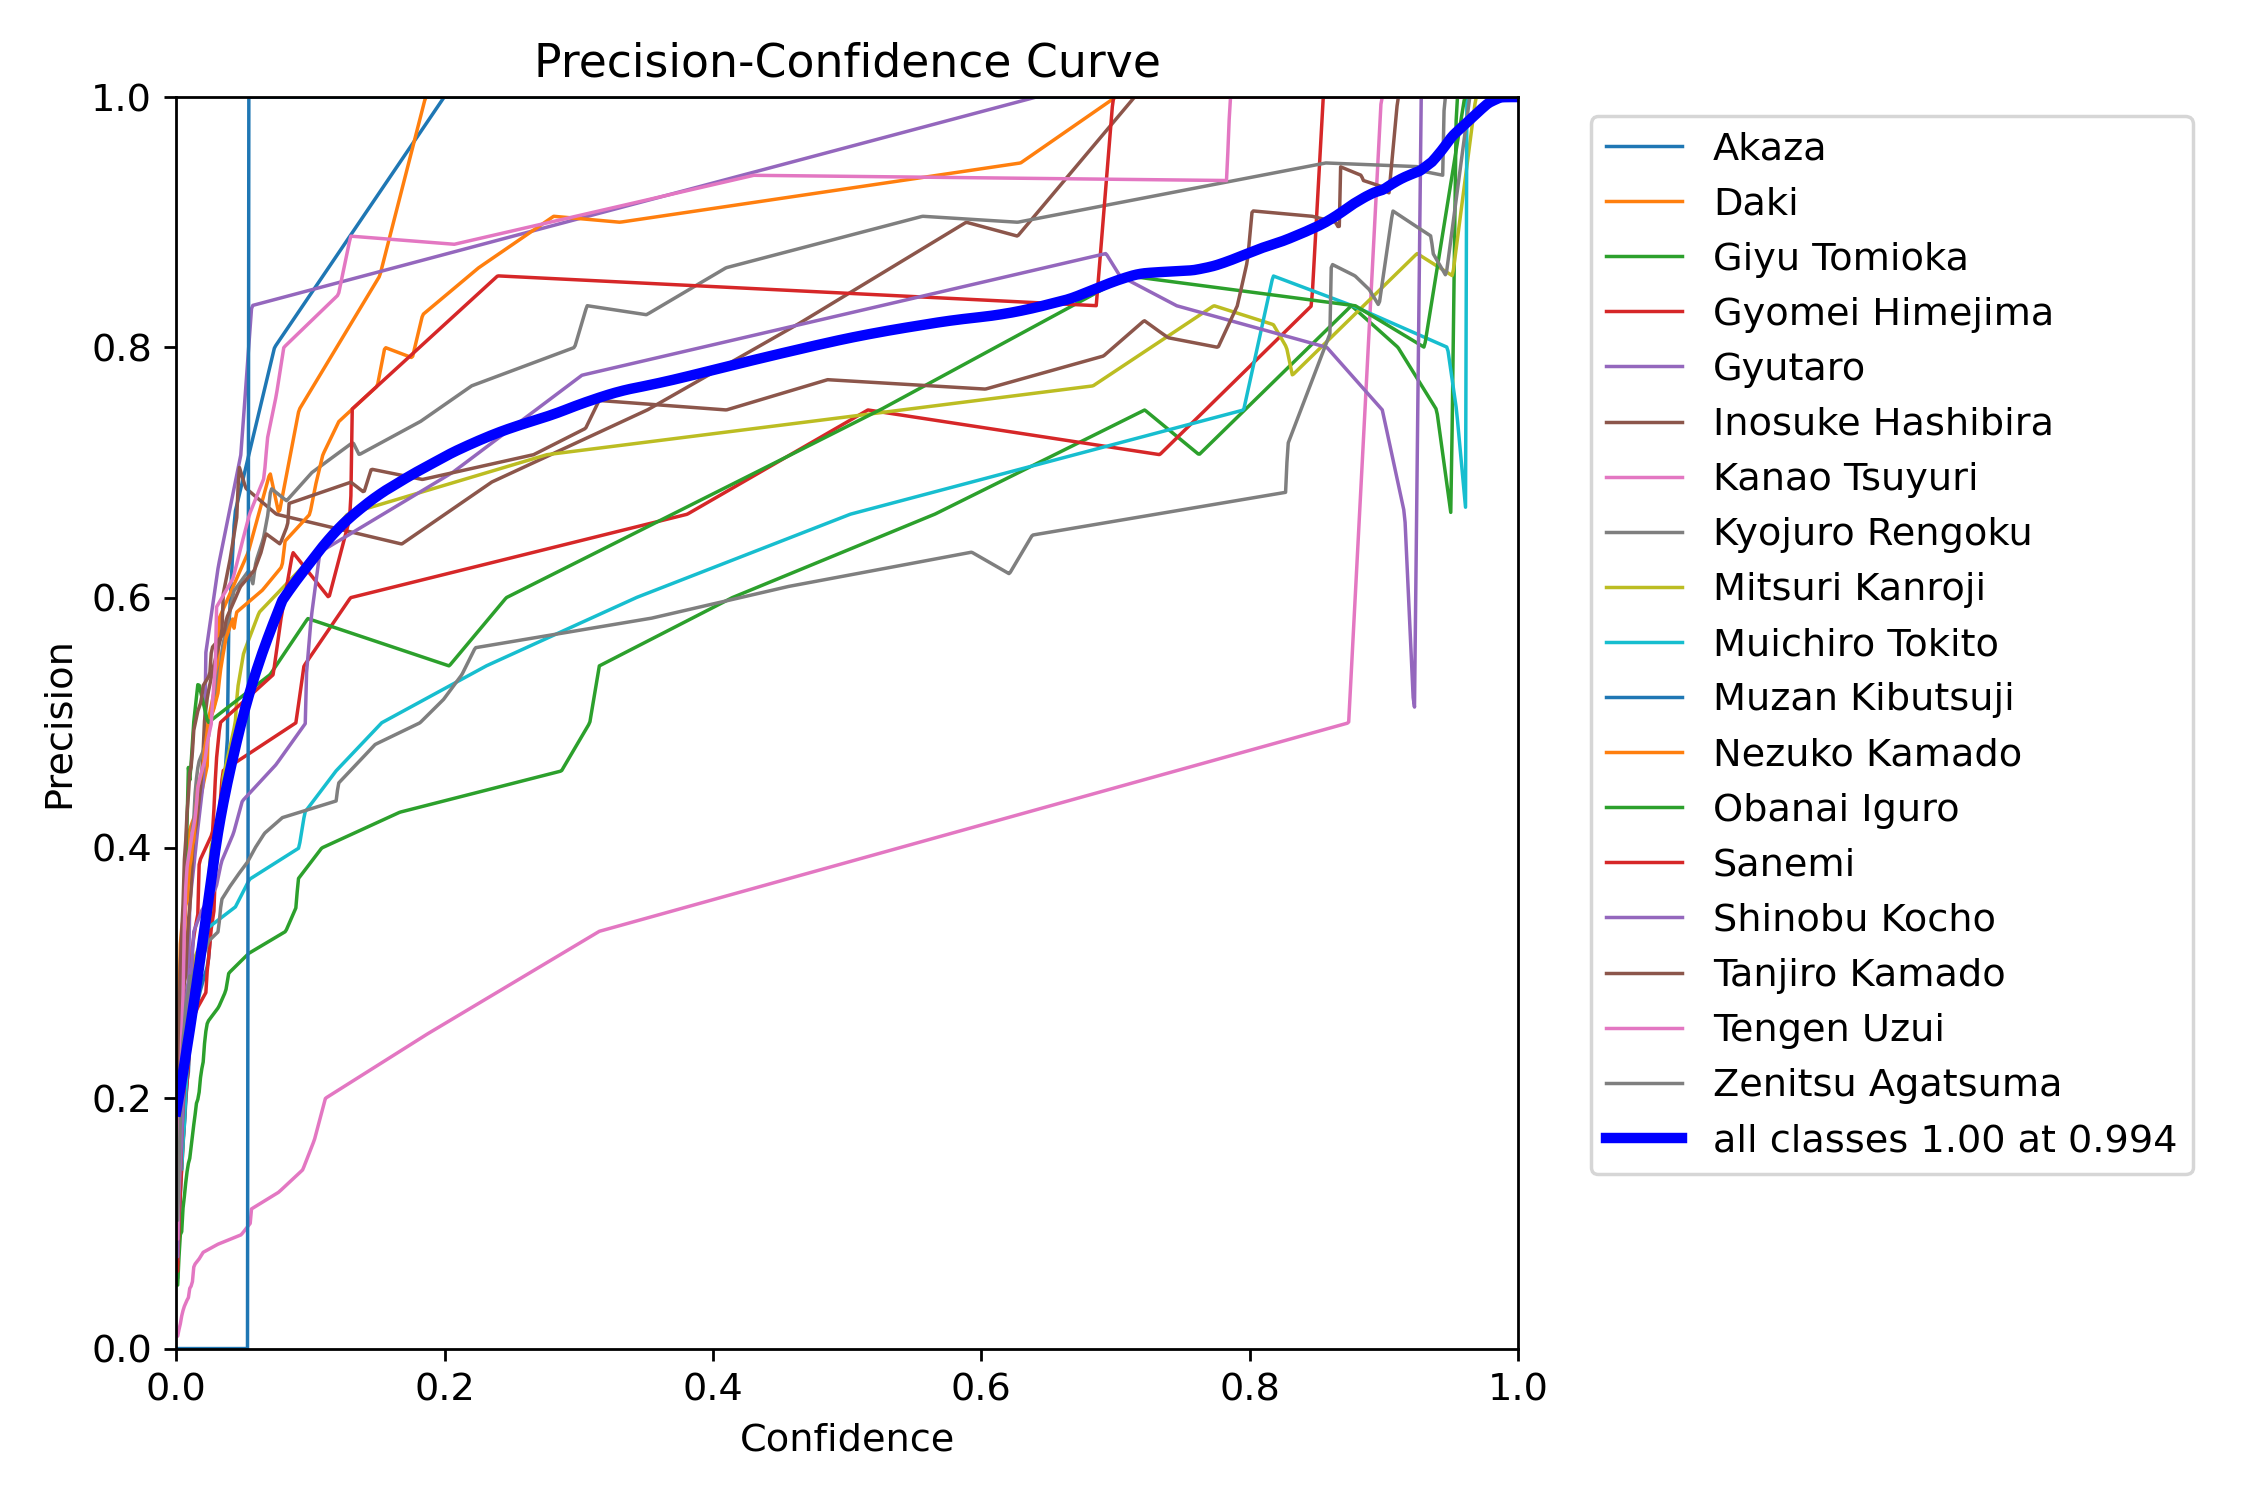 Precision-Confidence Curve
1.0
0.8
0.6
0.4
0.2
0.0
Precision
0.0 0.2 0.4 0.6 0.8 1.0
Confidence
Akaza
Daki
Giyu Tomioka
Gyomei Himejima
Gyutaro
Inosuke Hashibira
Kanao Tsuyuri
Kyojuro Rengoku
Mitsuri Kanroji
Muichiro Tokito
Muzan Kibutsuji
Nezuko Kamado
Obanai Iguro
Sanemi
Shinobu Kocho
Tanjiro Kamado
Tengen Uzui
Zenitsu Agatsuma
all classes 1.00 at 0.994